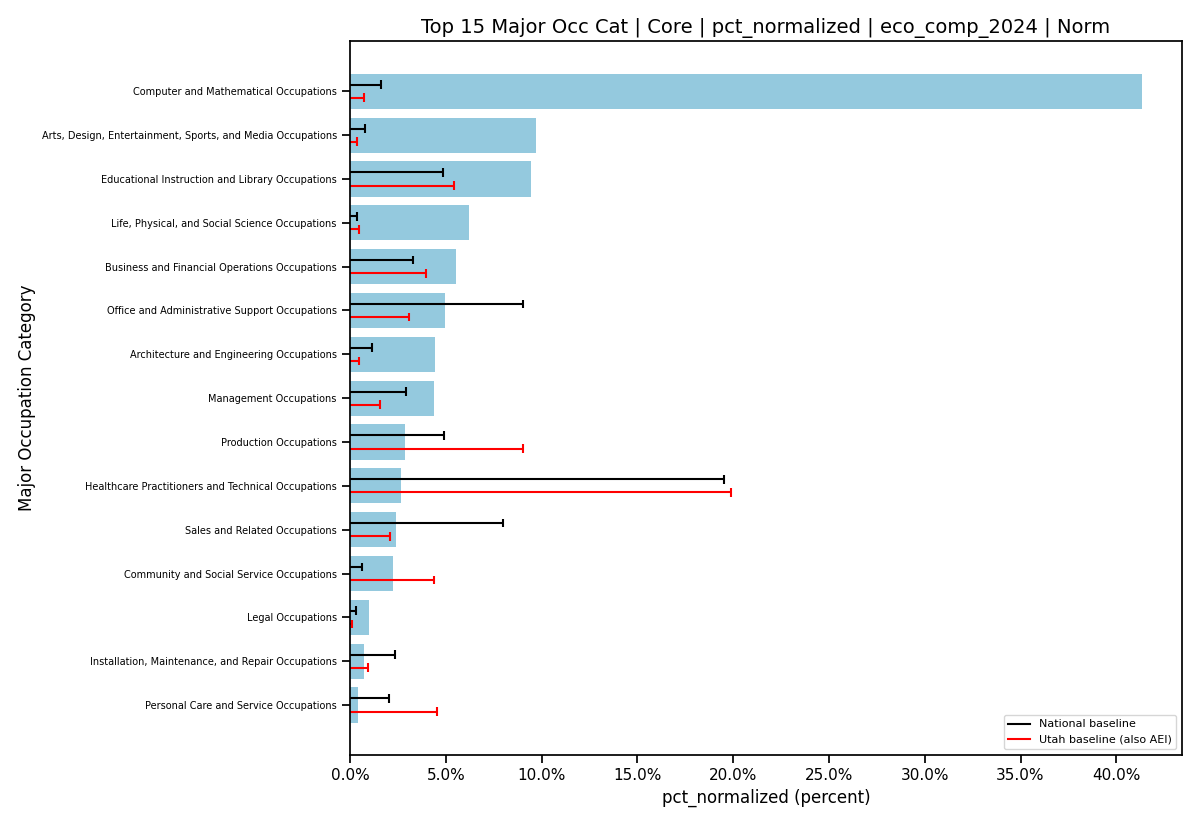 Top 15 Major Occ Cat | Core | pct_normalized | eco_comp_2024 | Norm
Major Occupation Category
Computer and Mathematical Occupations
Arts, Design, Entertainment, Sports, and Media Occupations
Educational Instruction and Library Occupations
Life, Physical, and Social Science Occupations
Business and Financial Operations Occupations
Office and Administrative Support Occupations
Architecture and Engineering Occupations
Management Occupations
Production Occupations
Healthcare Practitioners and Technical Occupations
Sales and Related Occupations
Community and Social Service Occupations
Legal Occupations
Installation, Maintenance, and Repair Occupations
Personal Care and Service Occupations
National baseline
Utah baseline (also AEI)
0.0% 5.0% 10.0% 15.0% 20.0% 25.0% 30.0% 35.0% 40.0%
pct_normalized (percent)